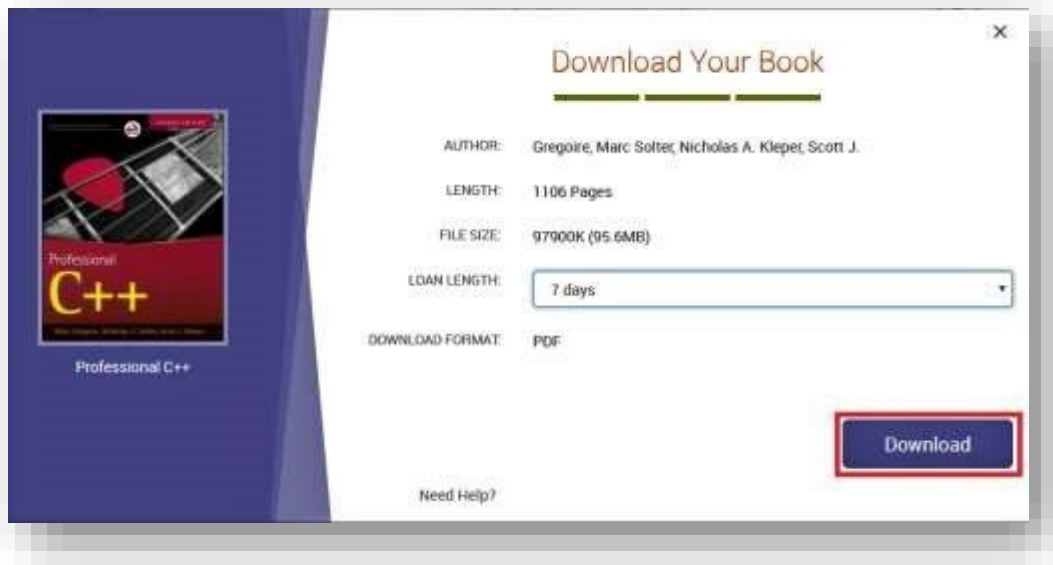 ×
Download Your Book
AUTHOR: Gregoire, Marc Solter, Nicholas A. Kleper, Scott J.
LENGTH: 1106 Pages
FILE SIZE: 97900K (95.6MB)
LOAN LENGTH: 7 days
DOWNLOAD FORMAT: PDF
Professional
C++
Professional C++
Download
Need Help?